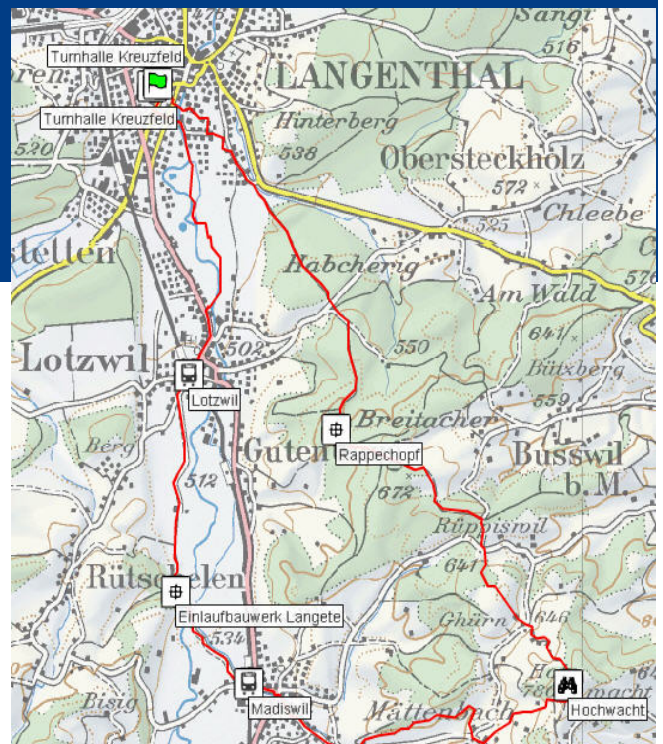 Sängi
516
Turnhalle Kreuzfeld
LANGENTHAL
Turnhalle Kreuzfeld
Hinterberg
538
520
Obersteckholz
572
Chleebe
525
stetten
Habcherig
576
Am Wald
641
550
502
Lotzwil
Bützberg
559
Lotzwil
Breitacher
Berg
Guten
Rappechopf
Busswil
b. M.
512
672
Rüppiswil
641
Rütschelen
Einlaufbauwerk Langete
Ghürn
646
534
Bisig
Madiswil
Mattenbach
Hochwacht